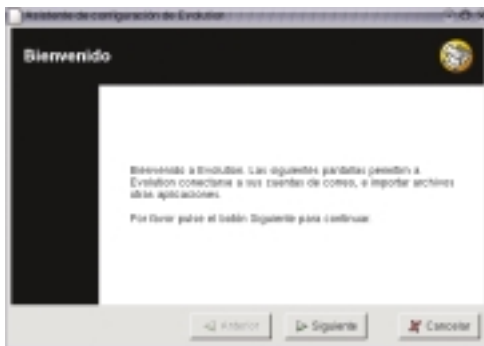 Asistente de configuración de Evolution
Bienvenido
Bienvenido a Evolution. Las siguientes pantallas permiten a
Evolution conectarse a sus cuentas de correo, e importar archivos
otras aplicaciones.
Por favor pulse el botón Siguiente para continuar.
Anterior
Siguiente
Cancelar